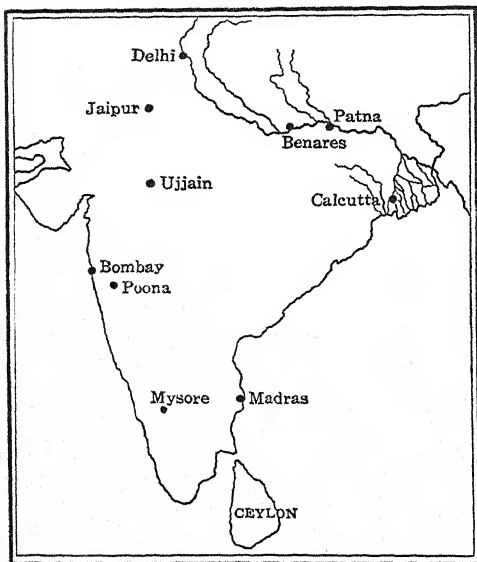 Delhi
Jaipur
Patna
Benares
Ujjain
Calcutta
Bombay
Poona
Mysore
Madras
CEYLON